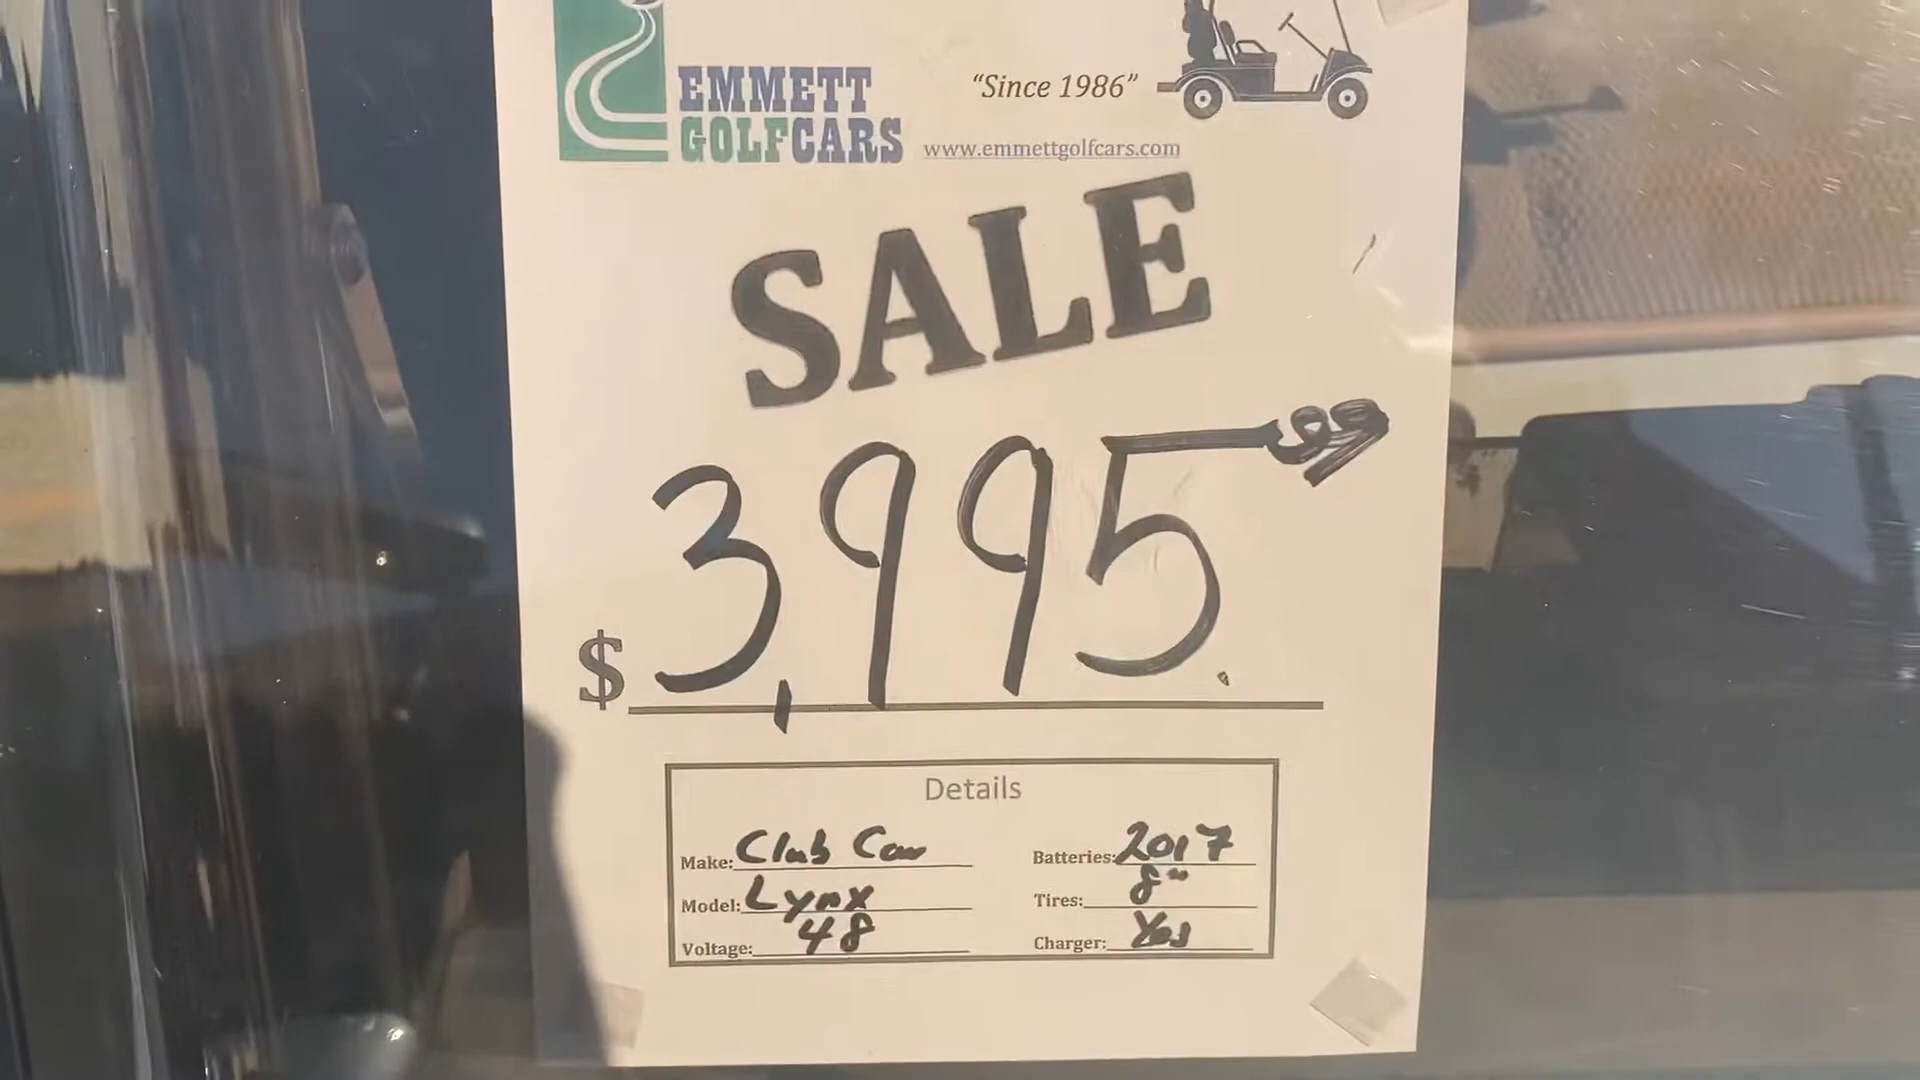 EMMETT
GOLFCARS
“Since 1986”
www.emmettgolfcars.com
SALE
$ 3,995.00
Details
Make: Club Car
Model: Lynx
Voltage: 48
Batteries: 2017
Tires: 8"
Charger: Yes